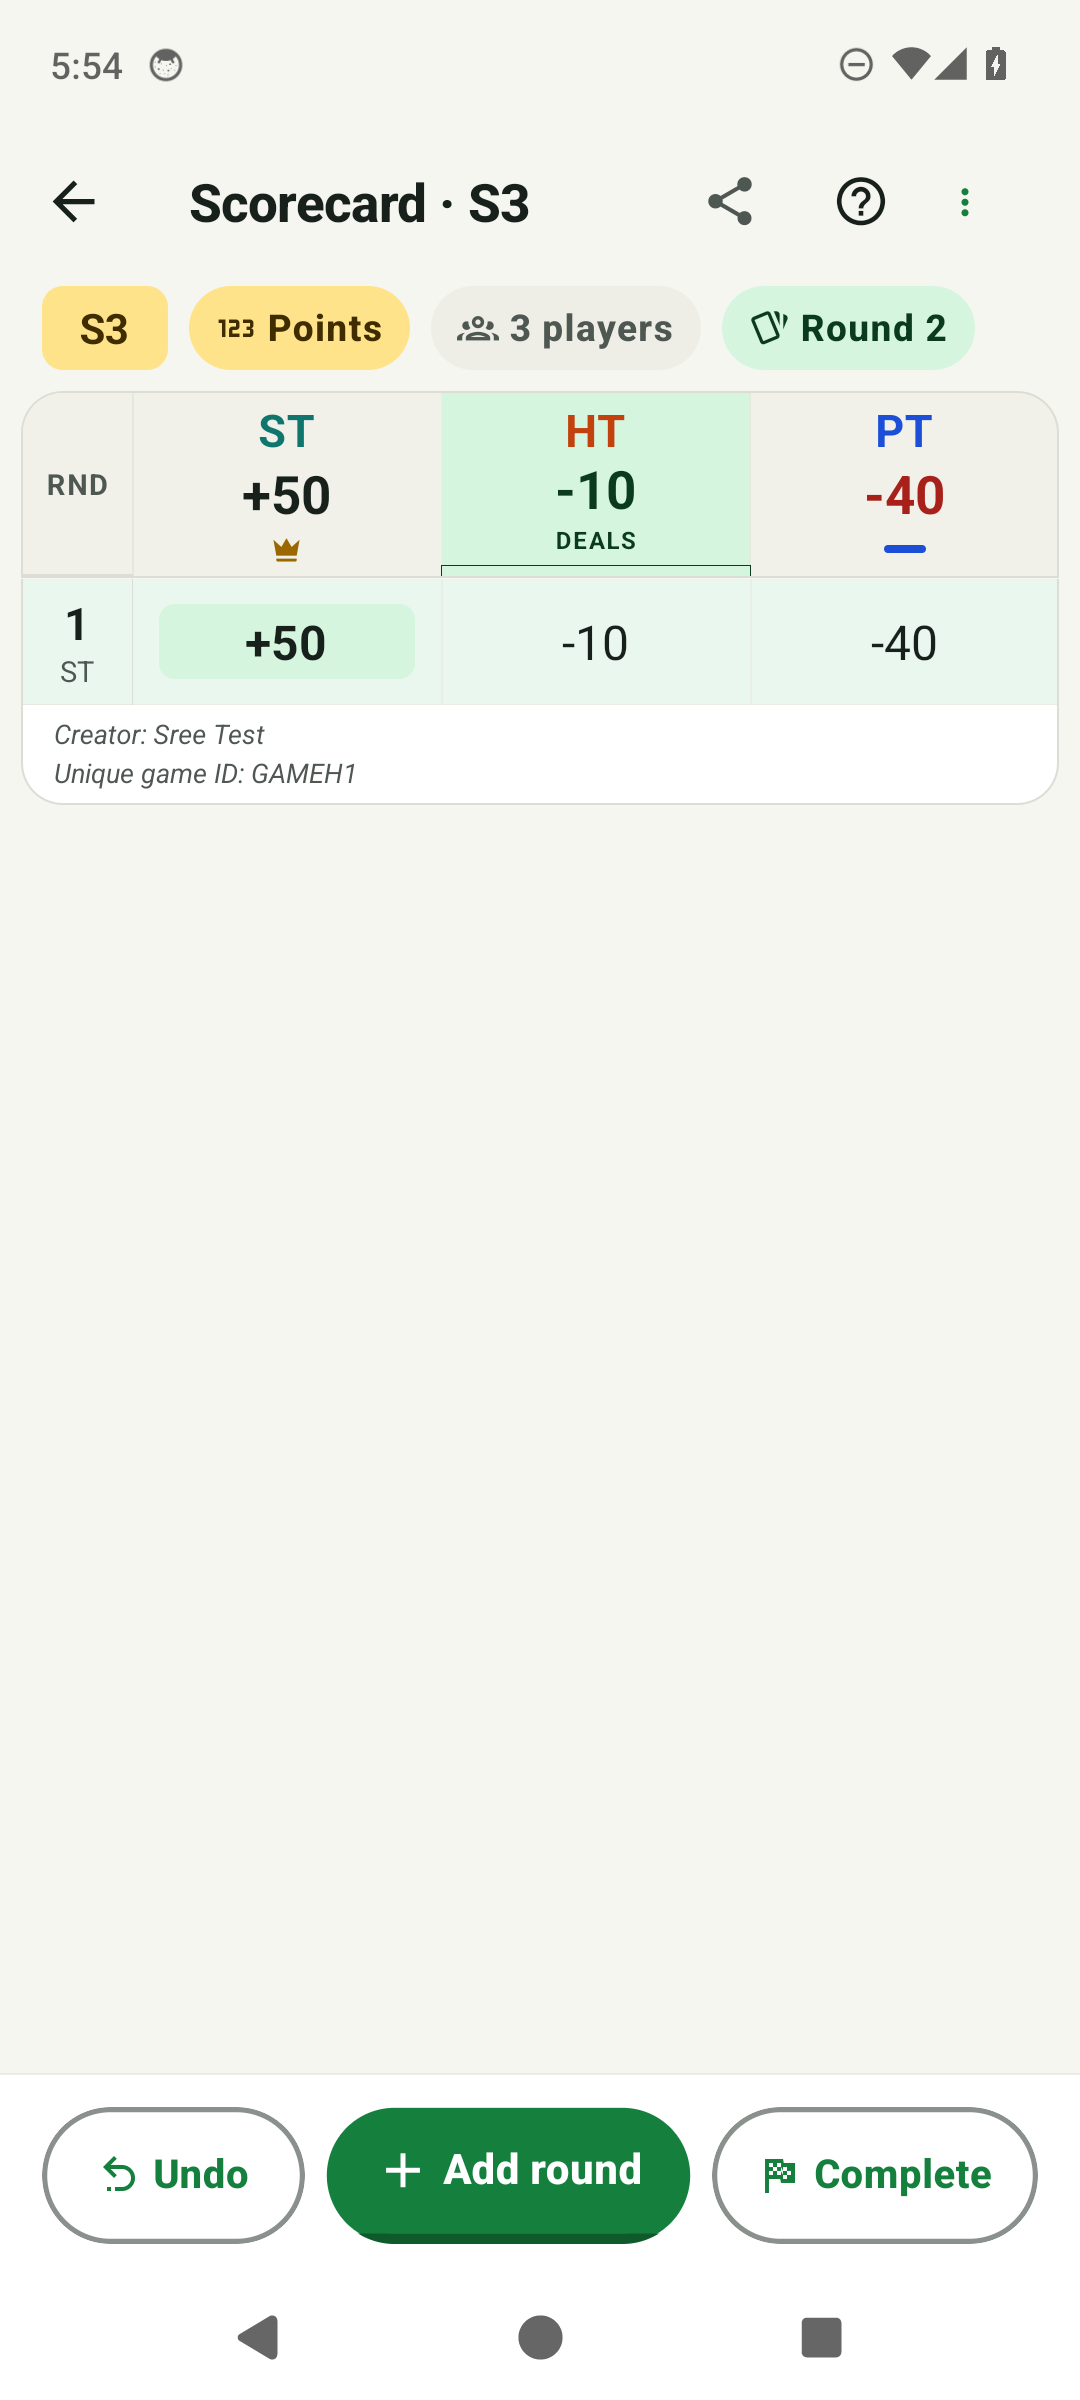 5:54
Scorecard · S3
S3
123 Points
3 players
Round 2
RND
ST
HT
PT
+50
-10
-40
DEALS
1
ST
+50
-10
-40
Creator: Sree Test
Unique game ID: GAMEH1
Undo
+ Add round
Complete